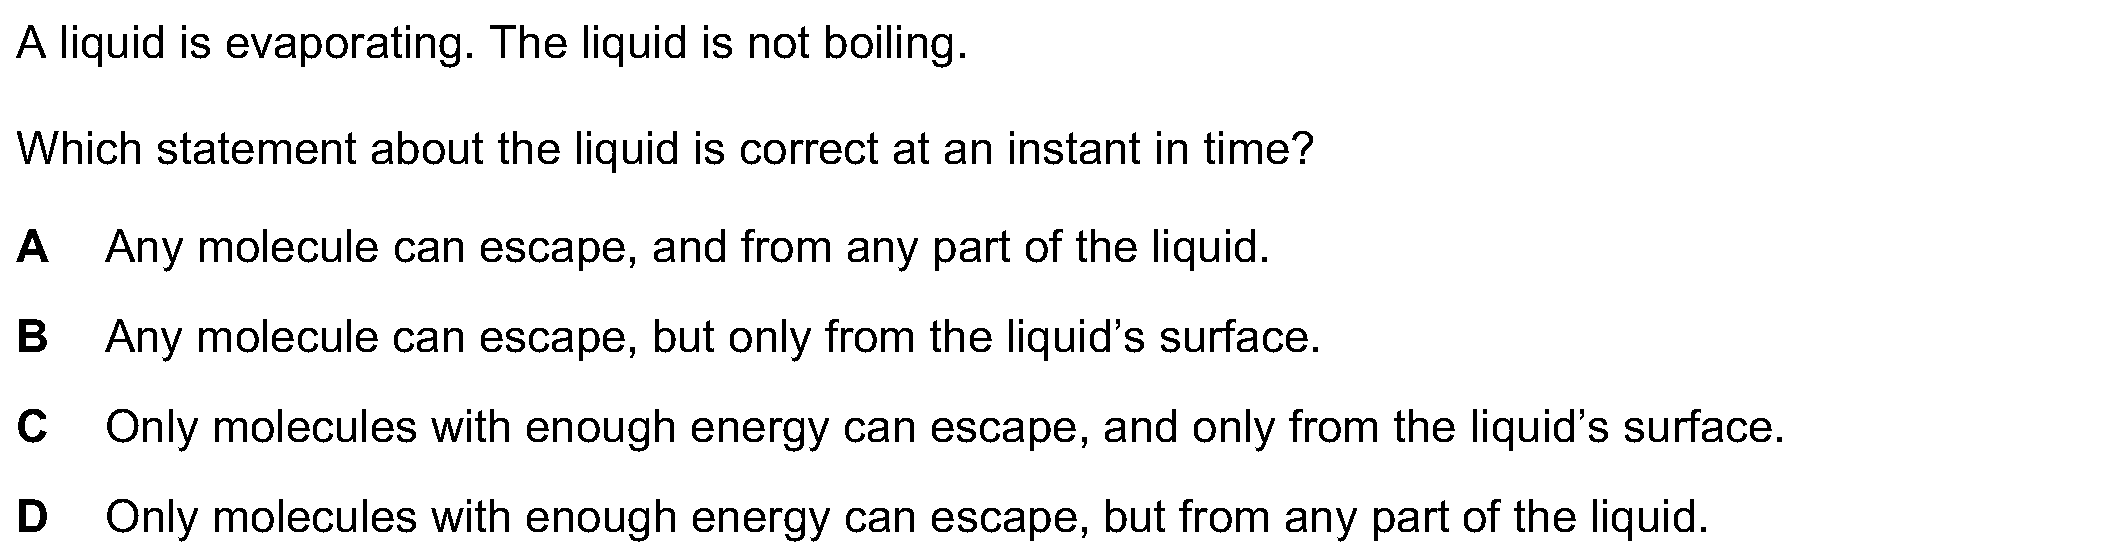 A liquid is evaporating. The liquid is not boiling.
Which statement about the liquid is correct at an instant in time?
A Any molecule can escape, and from any part of the liquid.
B Any molecule can escape, but only from the liquid’s surface.
C Only molecules with enough energy can escape, and only from the liquid’s surface.
D Only molecules with enough energy can escape, but from any part of the liquid.